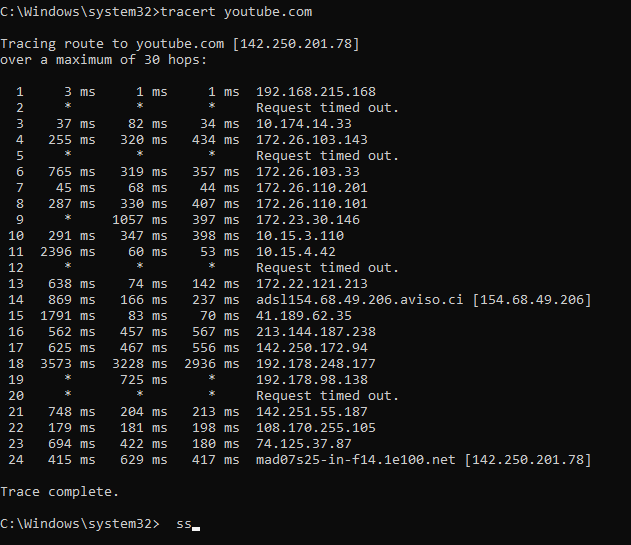 C:\Windows\system32>tracert youtube.com
Tracing route to youtube.com [142.250.201.78]
over a maximum of 30 hops:
1 3 ms 1 ms 1 ms 192.168.215.168
2 * * * Request timed out.
3 37 ms 82 ms 34 ms 10.174.14.33
4 255 ms 320 ms 434 ms 172.26.103.143
5 * * * Request timed out.
6 765 ms 319 ms 357 ms 172.26.103.33
7 45 ms 68 ms 44 ms 172.26.110.201
8 287 ms 330 ms 407 ms 172.26.110.101
9 * 1057 ms 397 ms 172.23.30.146
10 291 ms 347 ms 398 ms 10.15.3.110
11 2396 ms 60 ms 53 ms 10.15.4.42
12 * * * Request timed out.
13 638 ms 74 ms 142 ms 172.22.121.213
14 869 ms 166 ms 237 ms adsl154.68.49.206.aviso.ci [154.68.49.206]
15 1791 ms 83 ms 70 ms 41.189.62.35
16 562 ms 457 ms 567 ms 213.144.187.238
17 625 ms 467 ms 556 ms 142.250.172.94
18 3573 ms 3228 ms 2936 ms 192.178.248.177
19 * 725 ms * 192.178.98.138
20 * * * Request timed out.
21 748 ms 204 ms 213 ms 142.251.55.187
22 179 ms 181 ms 198 ms 108.170.255.105
23 694 ms 422 ms 180 ms 74.125.37.87
24 415 ms 629 ms 417 ms mad07s25-in-f14.1e100.net [142.250.201.78]
Trace complete.
C:\Windows\system32> ss